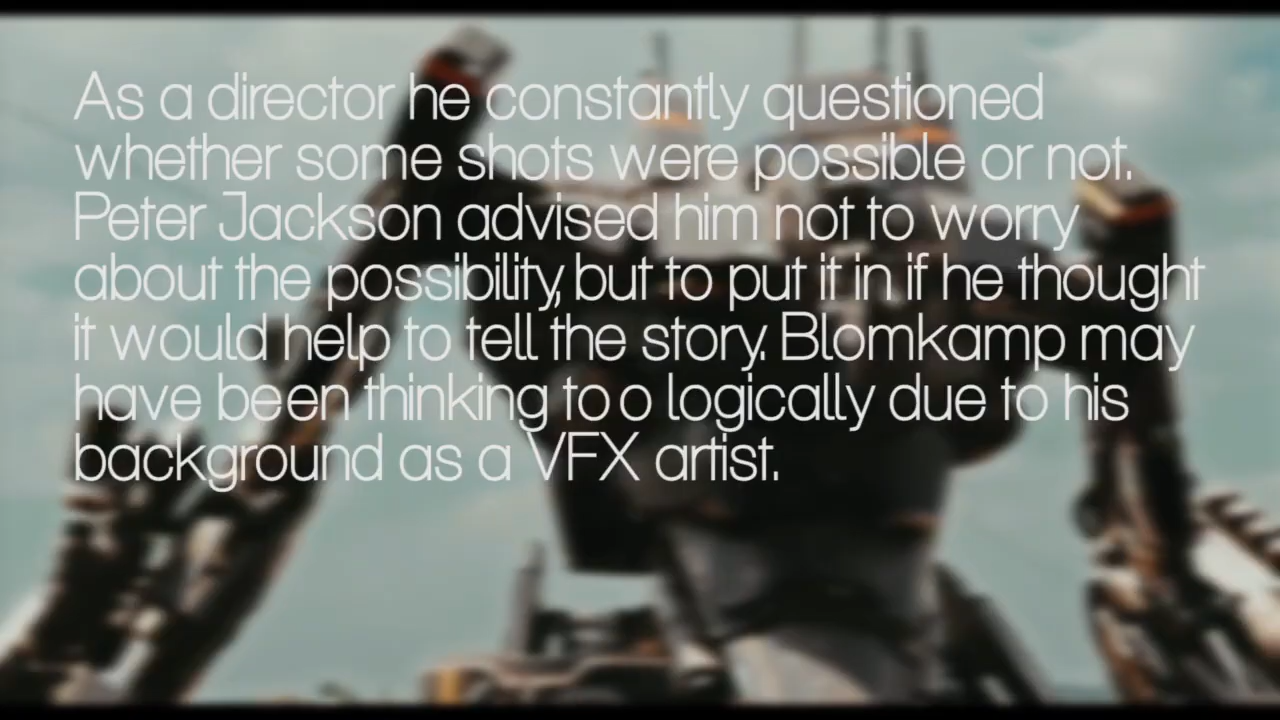 As a director he constantly questioned
whether some shots were possible or not.
Peter Jackson advised him not to worry
about the possibility, but to put it in if he thought
it would help to tell the story. Blomkamp may
have been thinking too logically due to his
background as a VFX artist.